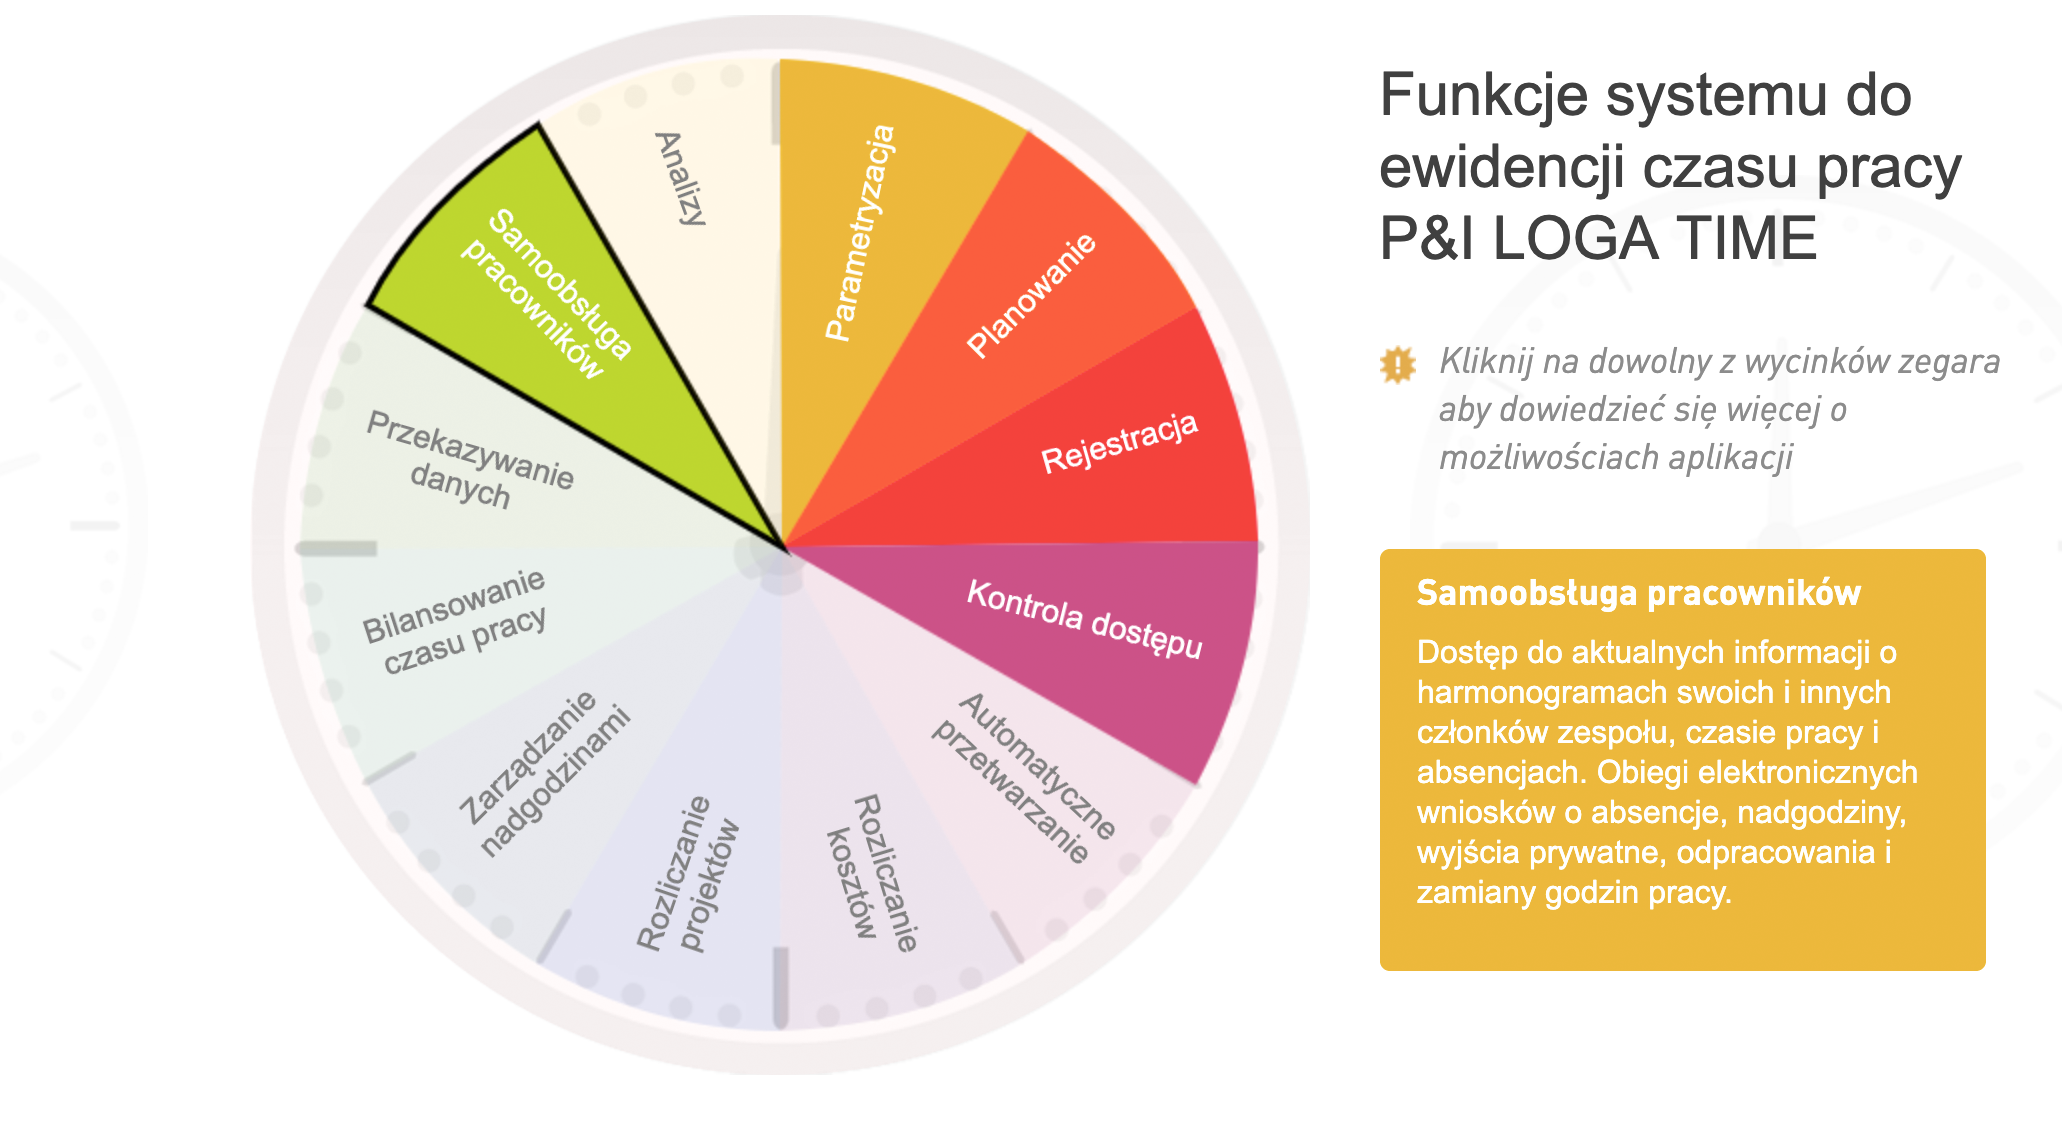 Funkcje systemu do
ewidencji czasu pracy
P&I LOGA TIME
Kliknij na dowolny z wycinków zegara
aby dowiedzieć się więcej o
możliwościach aplikacji
Samoobsługa pracowników
Dostęp do aktualnych informacji o
harmonogramach swoich i innych
członków zespołu, czasie pracy i
absencjach. Obiegi elektronicznych
wniosków o absencje, nadgodziny,
wyjścia prywatne, odpracowania i
zamiany godzin pracy.
Parametryzacja
Planowanie
Rejestracja
Kontrola dostępu
Automatyczne
przetwarzanie
Rozliczanie
kosztów
Rozliczanie
projektów
Zarządzanie
nadgodzinami
Bilansowanie
czasu pracy
Przekazywanie
danych
Samoobsługa
pracowników
Analizy